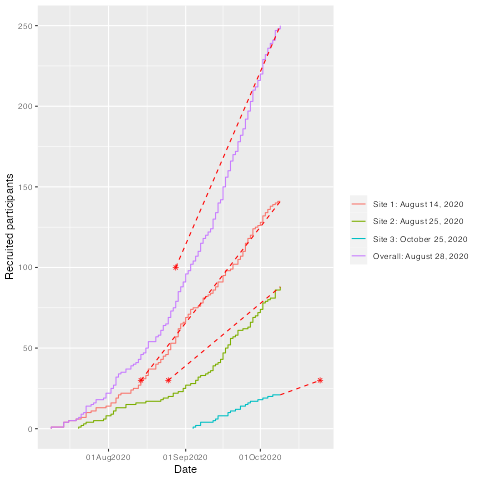 250
200
150
100
50
0
Recruited participants
01Aug2020 01Sep2020 01Oct2020
Date
Site 1: August 14, 2020
Site 2: August 25, 2020
Site 3: October 25, 2020
Overall: August 28, 2020